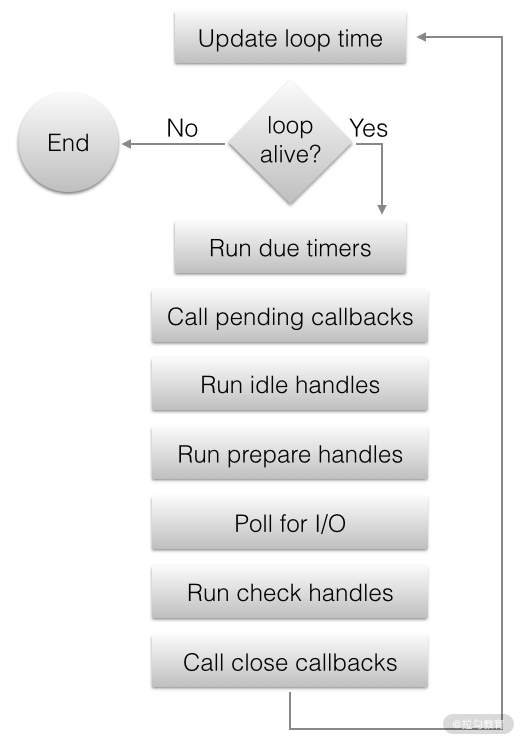 Update loop time
loop
alive?
No
Yes
End
Run due timers
Call pending callbacks
Run idle handles
Run prepare handles
Poll for I/O
Run check handles
Call close callbacks
@拉勾教育